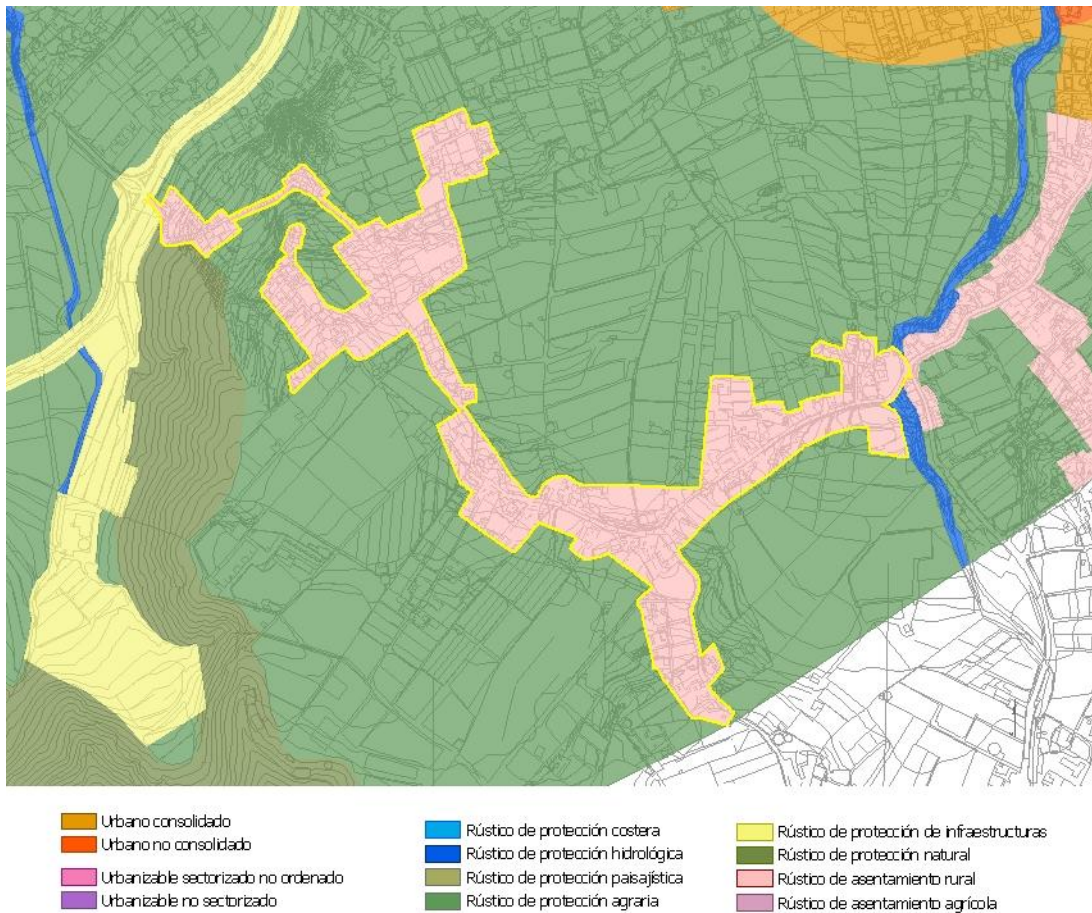 Urbano consolidado
Urbano no consolidado
Urbanizable sectorizado no ordenado
Urbanizable no sectorizado
Rústico de protección costera
Rústico de protección hidrológica
Rústico de protección paisajística
Rústico de protección agraria
Rústico de protección de infraestructuras
Rústico de protección natural
Rústico de asentamiento rural
Rústico de asentamiento agrícola